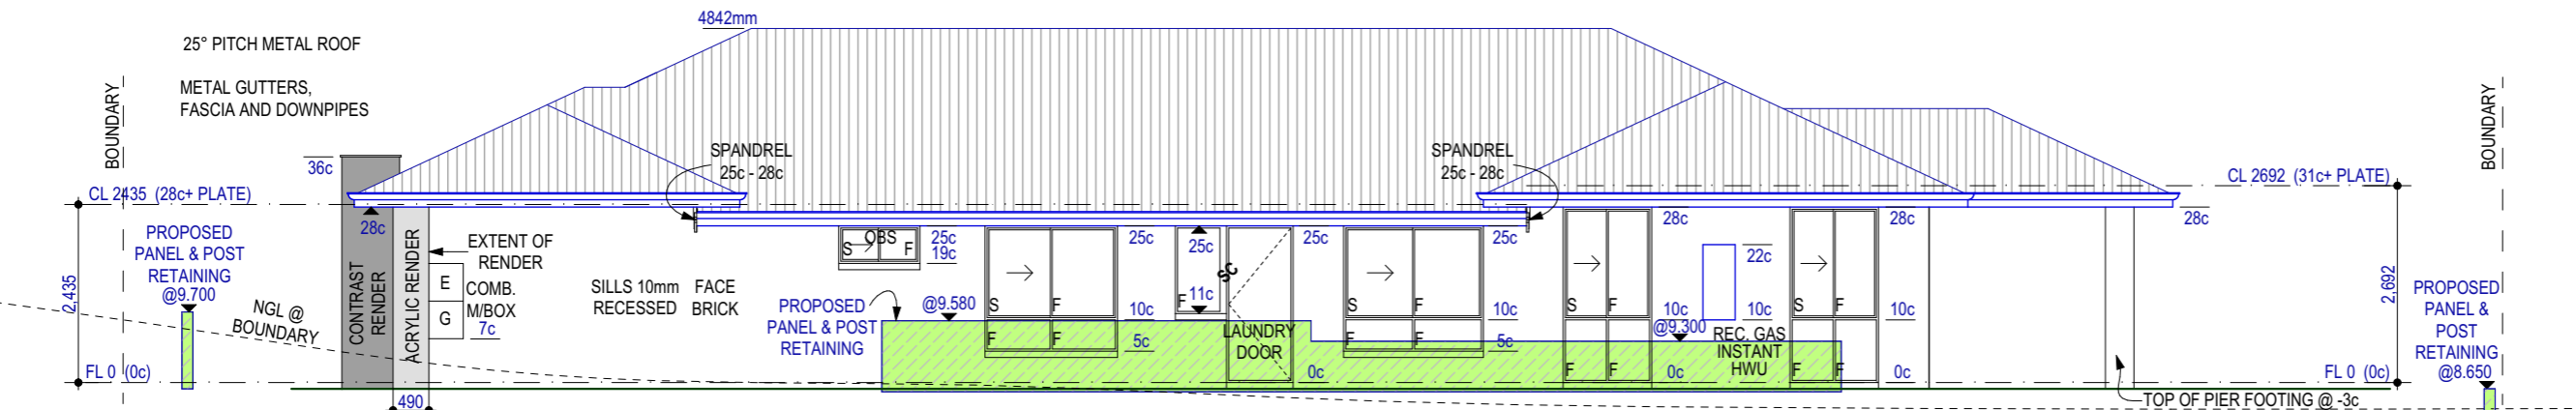 4842mm
25° PITCH METAL ROOF
METAL GUTTERS,
FASCIA AND DOWNPIPES
BOUNDARY
BOUNDARY
36c
SPANDREL
25c - 28c
SPANDREL
25c - 28c
CL 2435 (28c+ PLATE)
CL 2692 (31c+ PLATE)
28c
28c
28c
28c
PROPOSED
PANEL & POST
RETAINING
@9.700
2,435
NGL @
BOUNDARY
CONTRAST
RENDER
ACRYLIC RENDER
EXTENT OF
RENDER
E
G
COMB.
M/BOX
7c
SILLS 10mm
RECESSED
FACE
BRICK
OBS
S
F
25c
19c
PROPOSED
PANEL & POST
RETAINING
@9.580
S
F
F
F
25c
10c
5c
25c
11c
F
SC
LAUNDRY
DOOR
25c
0c
S
F
F
F
25c
10c
5c
S
F
F
F
10c
0c
@9.300
22c
10c
REC. GAS
INSTANT
HWU
S
F
F
F
10c
0c
2,692
PROPOSED
PANEL &
POST
RETAINING
@8.650
FL 0 (0c)
FL 0 (0c)
490
TOP OF PIER FOOTING @ -3c